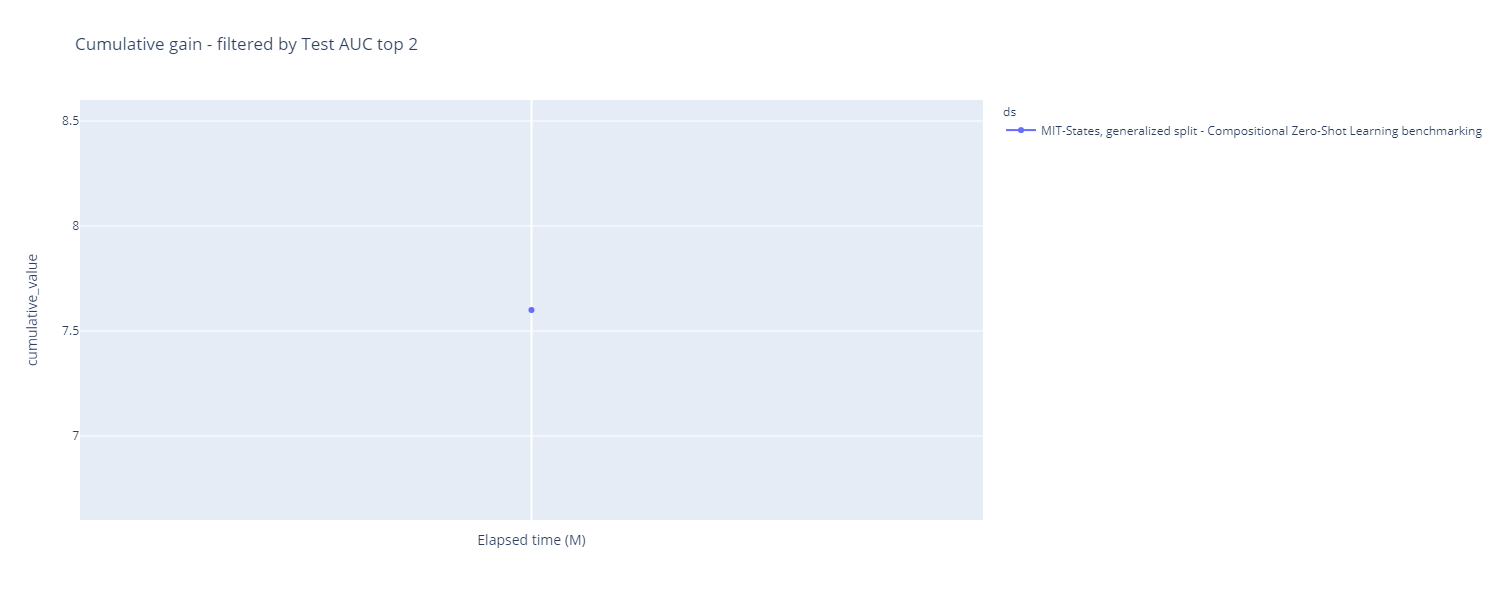 Cumulative gain - filtered by Test AUC top 2
8.5
8
7.5
7
cumulative_value
Elapsed time (M)
ds
MIT-States, generalized split - Compositional Zero-Shot Learning benchmarking